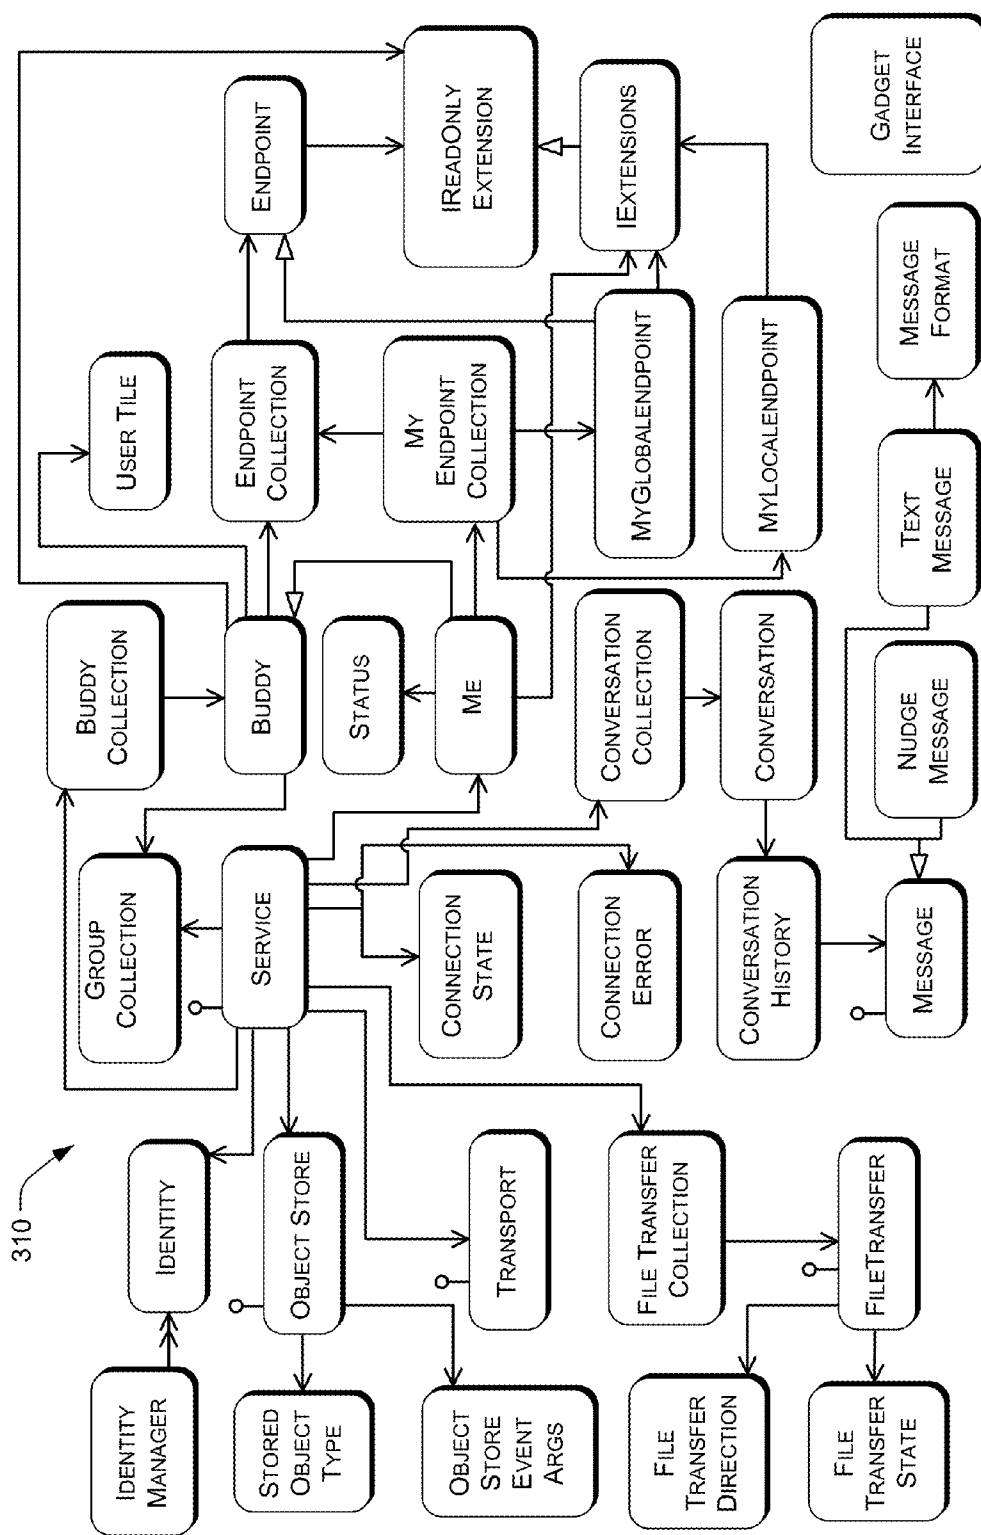 310
IDENTITY
MANAGER
IDENTITY
GROUP
COLLECTION
BUDDY
COLLECTION
USER TILE
STORED
OBJECT
TYPE
OBJECT STORE
SERVICE
BUDDY
ENDPOINT
COLLECTION
ENDPOINT
STATUS
OBJECT
STORE
EVENT
ARGS
TRANSPORT
CONNECTION
STATE
ME
MY
ENDPOINT
COLLECTION
IREADONLY
EXTENSION
FILE
TRANSFER
DIRECTION
FILE TRANSFER
COLLECTION
CONNECTION
ERROR
CONVERSATION
COLLECTION
MYGLOBALENDPOINT
IEXTENSIONS
CONVERSATION
HISTORY
CONVERSATION
MYLOCALENDPOINT
FILE
TRANSFER
STATE
FILETRANSFER
MESSAGE
NUDGE
MESSAGE
TEXT
MESSAGE
MESSAGE
FORMAT
GADGET
INTERFACE